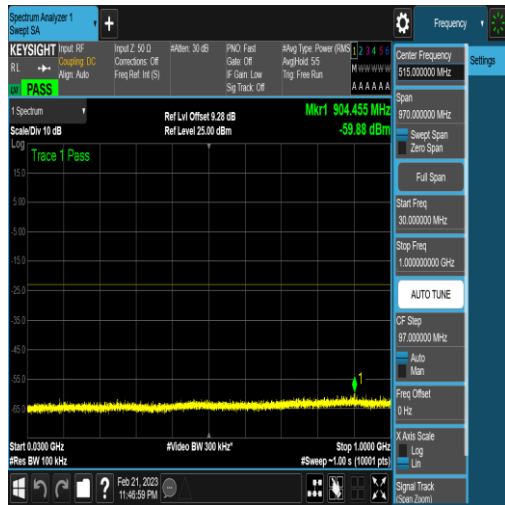 Spectrum Analyzer 1
Swept SA
+
Frequency
KEYSIGHT
RL
PASS
Input: RF
Coupling: DC
Align: Auto
Input Z: 50 Ω
Corrections: Off
Freq Ref: Int (S)
#Atten: 30 dB
PNO: Fast
Gate: Off
IF Gain: Low
Sig Track: Off
#Avg Type: Power (RMS
Avg|Hold: 5/5
Trig: Free Run
1 2 3 4 5 6
M W W W W W
A A A A A A
1 Spectrum
Scale/Div 10 dB
Ref Lvl Offset 9.28 dB
Ref Level 25.00 dBm
Mkr1 904.455 MHz
-59.88 dBm
Log
Trace 1 Pass
15.0
5.00
-5.00
-15.0
-25.0
-35.0
-45.0
-55.0
-65.0
1
Start 0.0300 GHz
#Res BW 100 kHz
#Video BW 300 kHz*
Stop 1.0000 GHz
#Sweep ~1.00 s (10001 pts)
?
Feb 21, 2023
11:46:59 PM
Settings
Center Frequency
515.000000 MHz
Span
970.000000 MHz
Swept Span
Zero Span
Full Span
Start Freq
30.000000 MHz
Stop Freq
1.000000000 GHz
AUTO TUNE
CF Step
97.000000 MHz
Auto
Man
Freq Offset
0 Hz
X Axis Scale
Log
Lin
Signal Track
(Span Zoom)